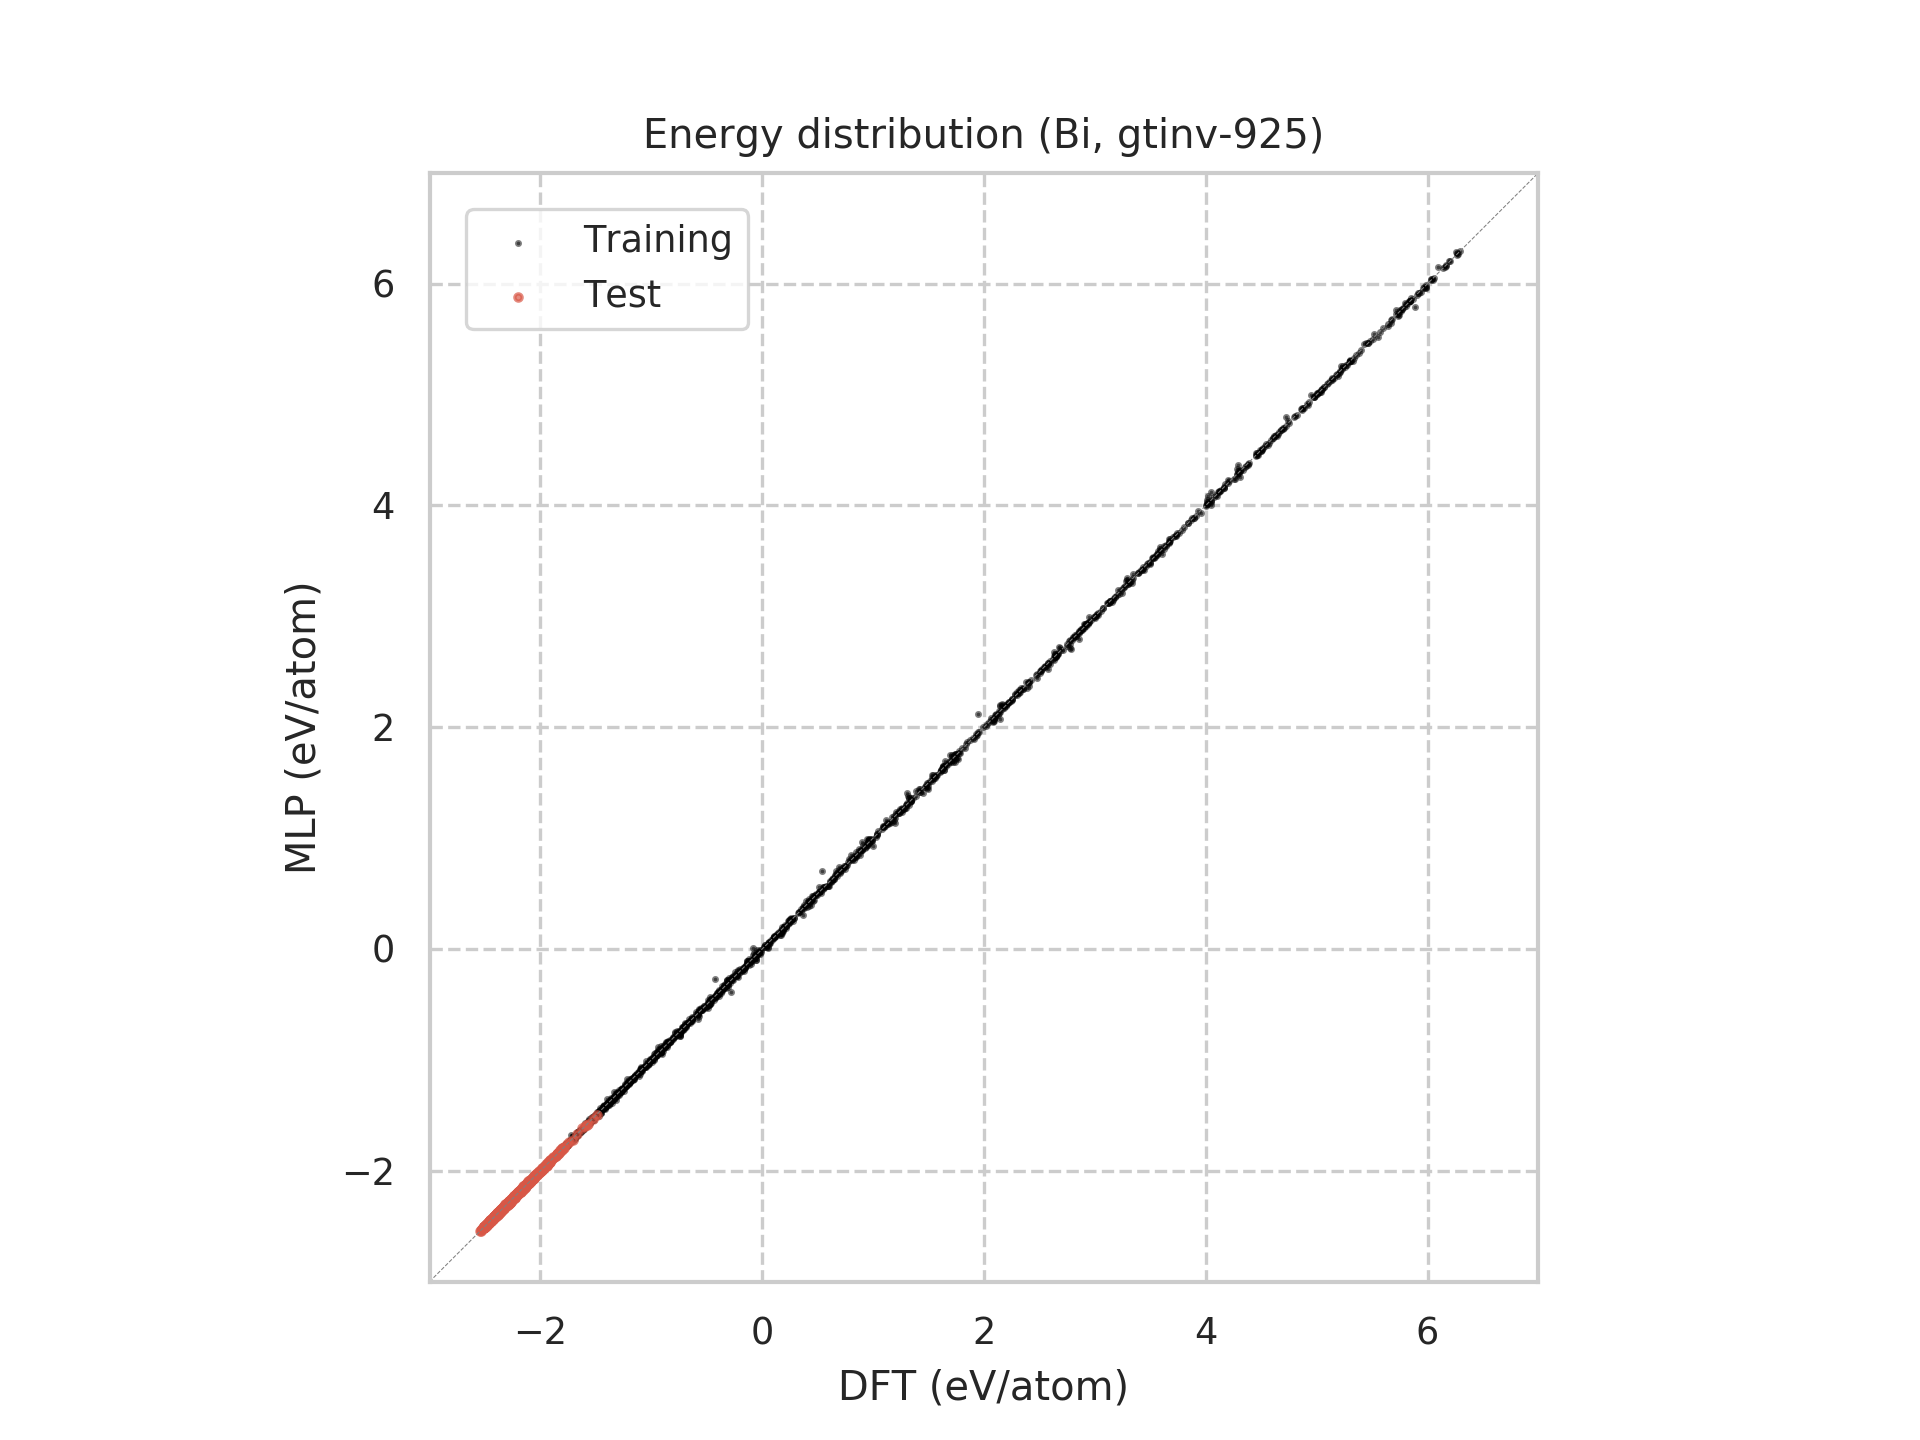 Energy distribution (Bi, gtinv-925)
Training
Test
6
4
2
0
−2
MLP (eV/atom)
−2 0 2 4 6
DFT (eV/atom)